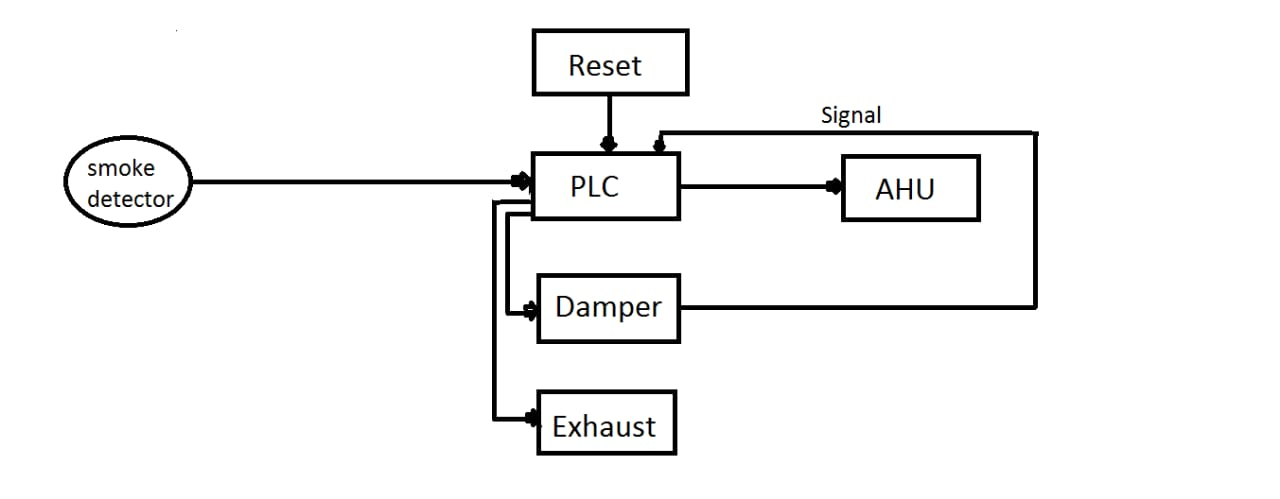 Reset
Signal
smoke
detector
PLC
AHU
Damper
Exhaust